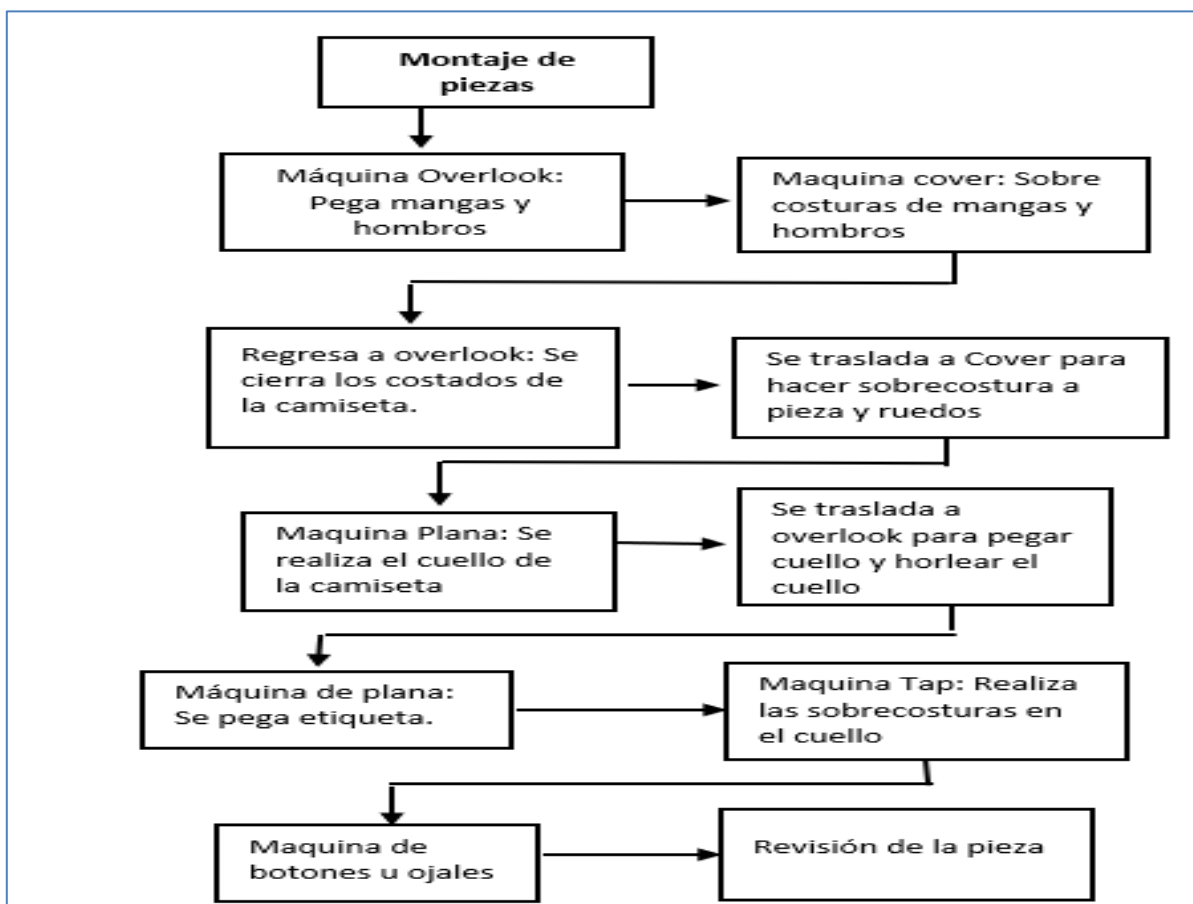 Montaje de
piezas
Máquina Overlook:
Pega mangas y
hombros
Maquina cover: Sobre
costuras de mangas y
hombros
Regresa a overlook: Se
cierra los costados de
la camiseta.
Se traslada a Cover para
hacer sobrecostura a
pieza y ruedos
Maquina Plana: Se
realiza el cuello de
la camiseta
Se traslada a
overlook para pegar
cuello y horlear el
cuello
Máquina de plana:
Se pega etiqueta.
Maquina Tap: Realiza
las sobrecosturas en
el cuello
Maquina de
botones u ojales
Revisión de la pieza